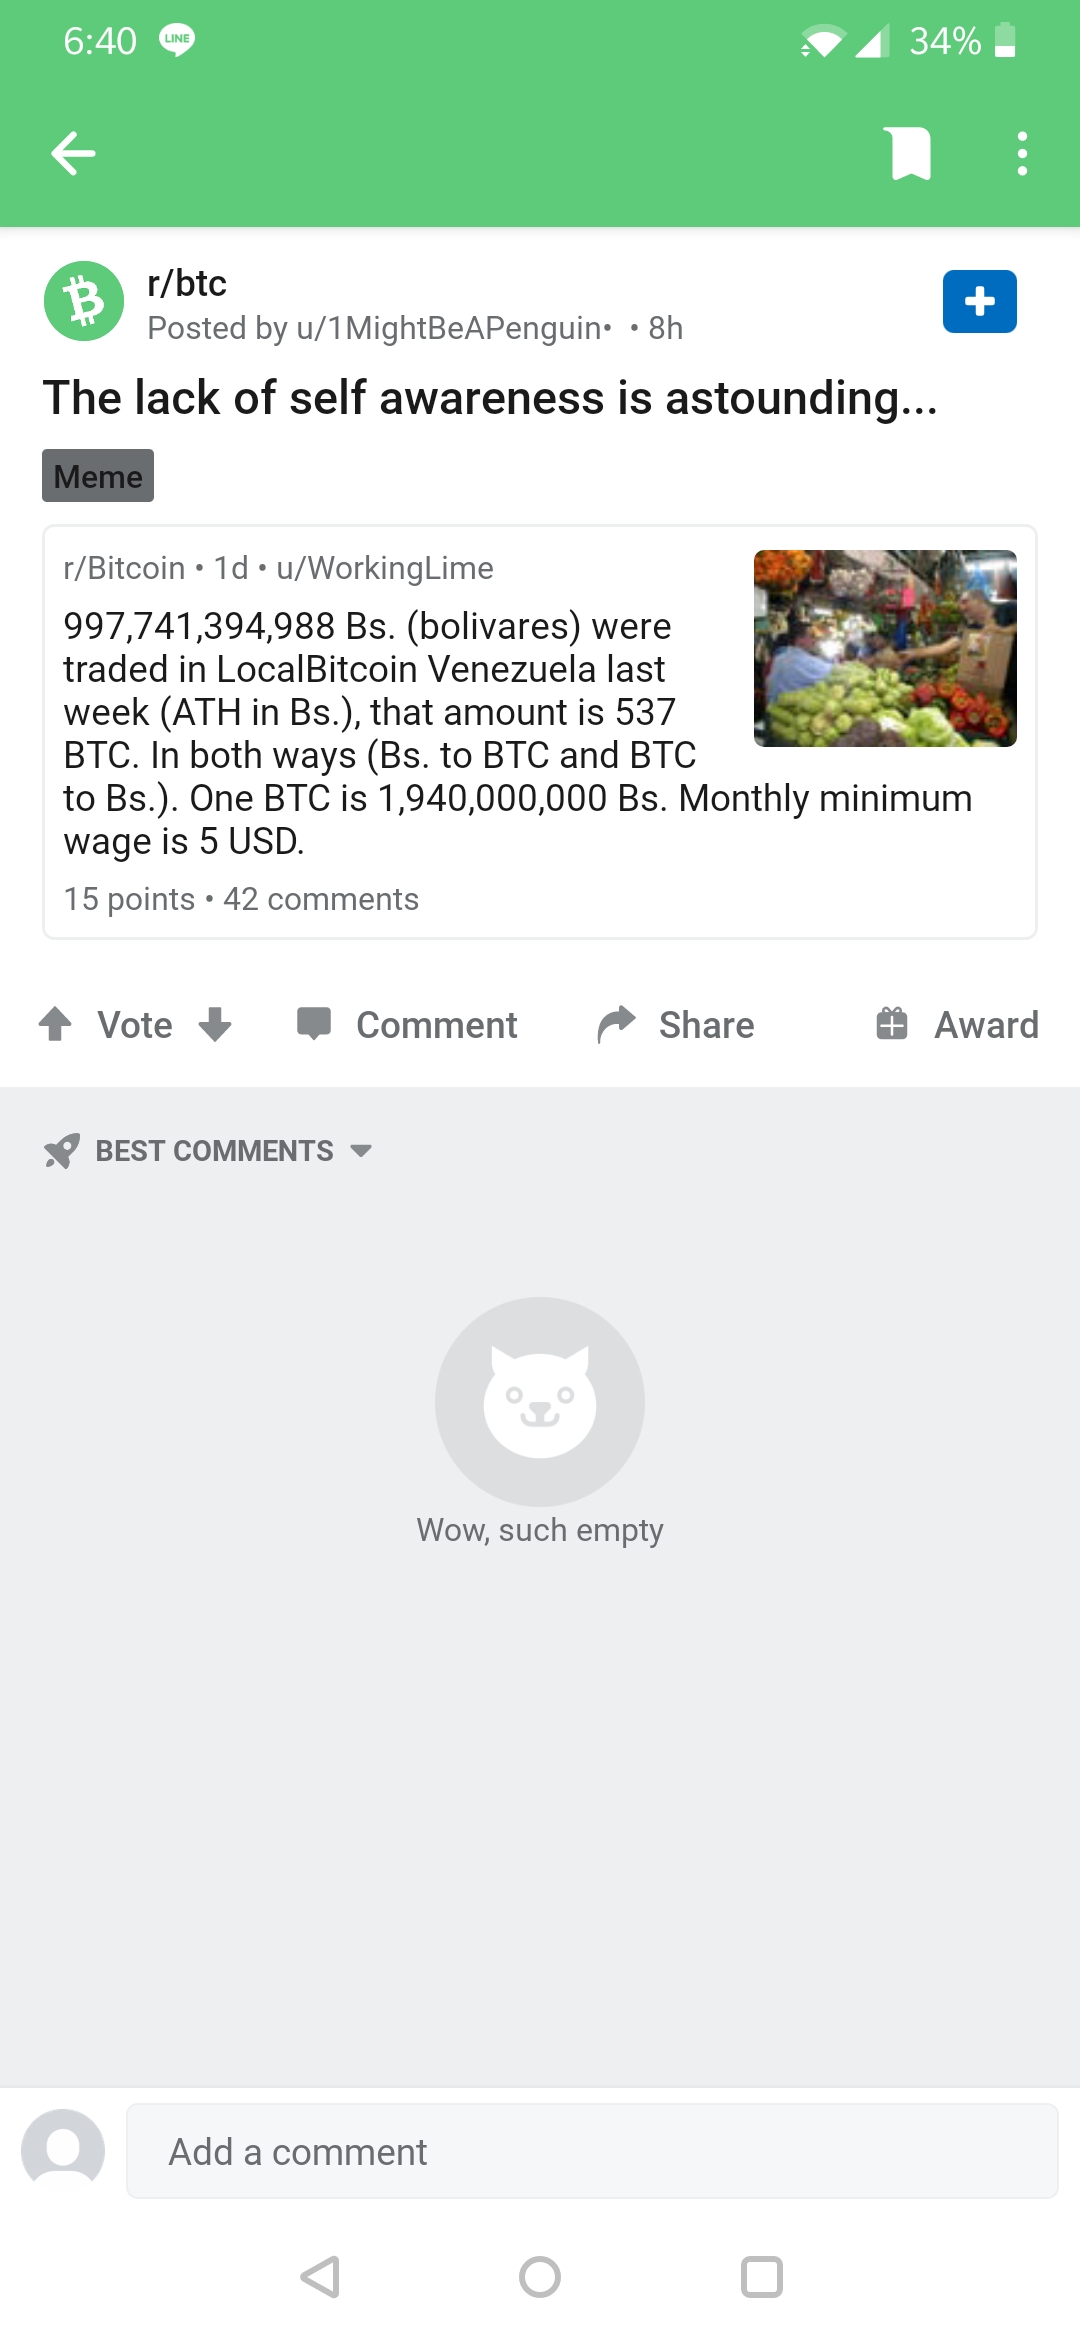 6:40 LINE 34%
r/btc
Posted by u/1MightBeAPenguin• • 8h
The lack of self awareness is astounding...
Meme
r/Bitcoin • 1d • u/WorkingLime
997,741,394,988 Bs. (bolivares) were
traded in LocalBitcoin Venezuela last
week (ATH in Bs.), that amount is 537
BTC. In both ways (Bs. to BTC and BTC
to Bs.). One BTC is 1,940,000,000 Bs. Monthly minimum
wage is 5 USD.
15 points • 42 comments
Vote Comment Share Award
BEST COMMENTS
Wow, such empty
Add a comment